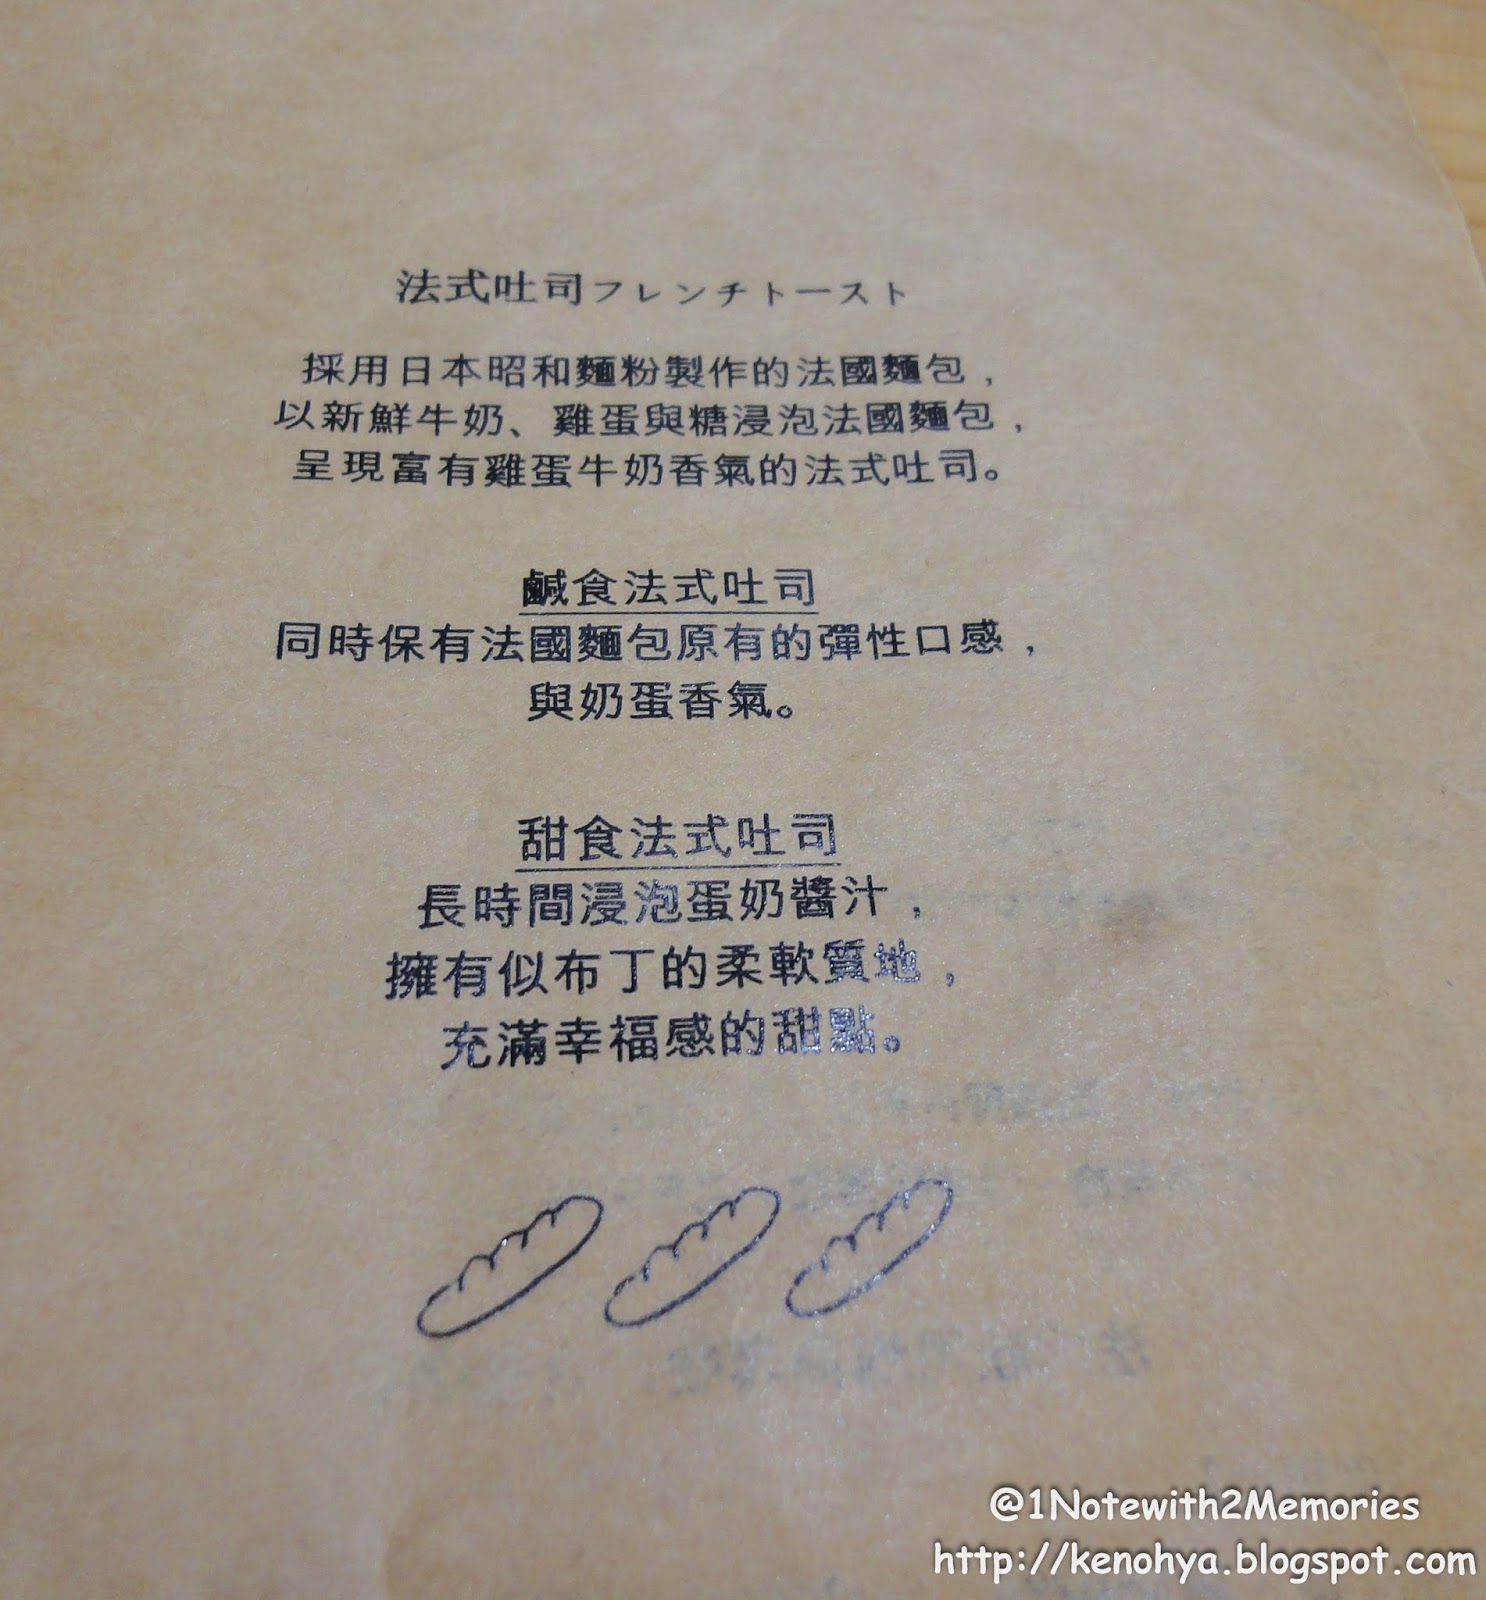 法式吐司フレンチトースト
採用日本昭和麵粉製作的法國麵包，
以新鮮牛奶、雞蛋與糖浸泡法國麵包，
呈現富有雞蛋牛奶香氣的法式吐司。
鹹食法式吐司
同時保有法國麵包原有的彈性口感，
與奶蛋香氣。
甜食法式吐司
長時間浸泡蛋奶醬汁，
擁有似布丁的柔軟質地，
充滿幸福感的甜點。
@1Notewith2Memories
http://kenohya.blogspot.com